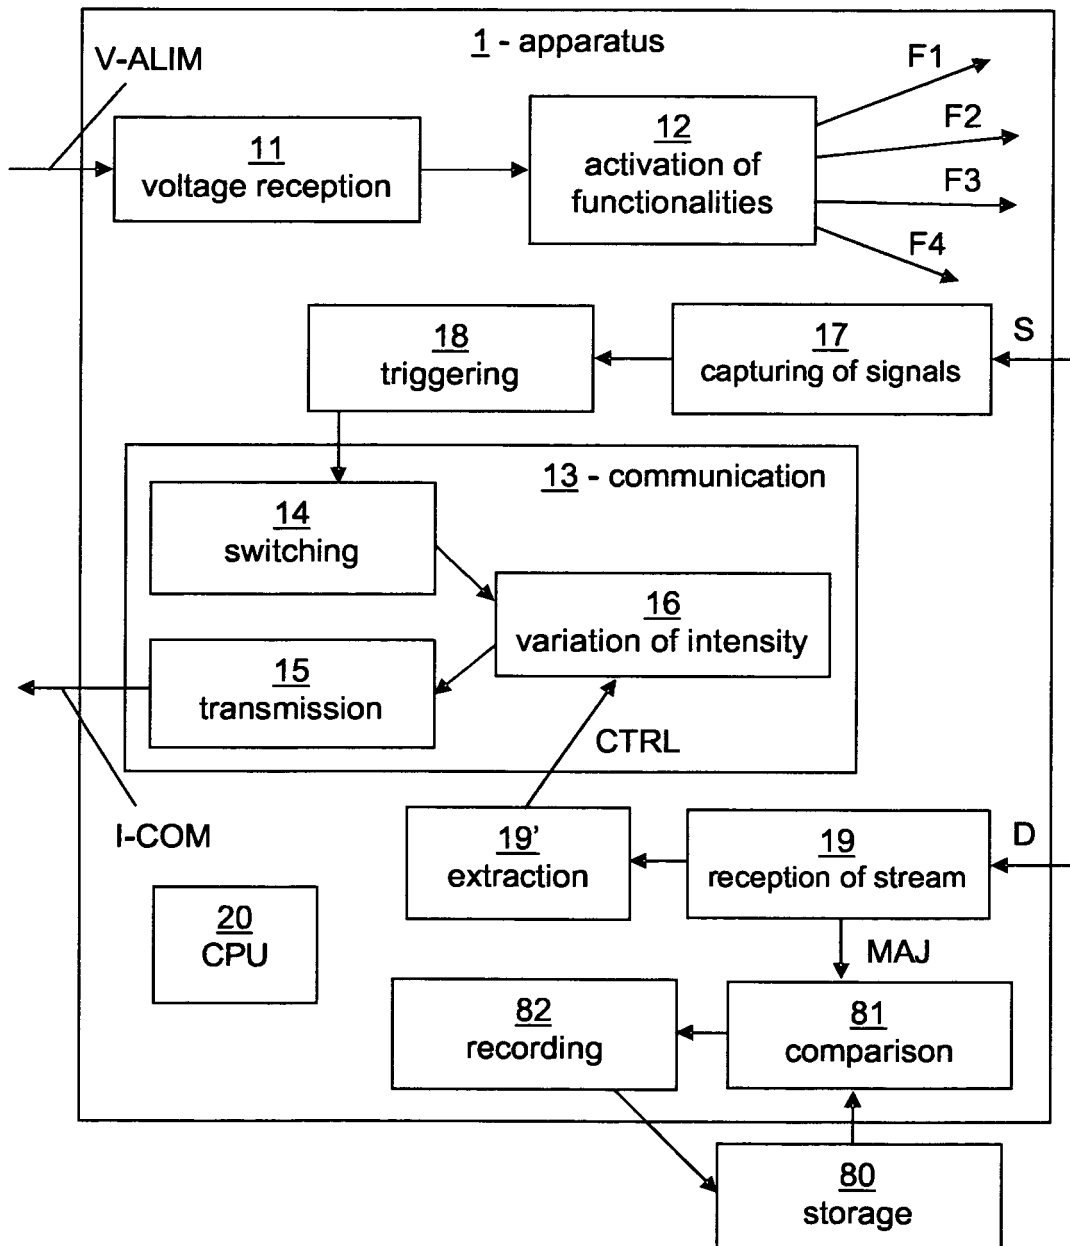 1 - apparatus
V-ALIM
F1
11
voltage reception
12
activation of
functionalities
F2
F3
F4
18
triggering
17
capturing of signals
S
13 - communication
14
switching
16
variation of intensity
15
transmission
CTRL
I-COM
19'
extraction
19
reception of stream
D
20
CPU
MAJ
82
recording
81
comparison
80
storage